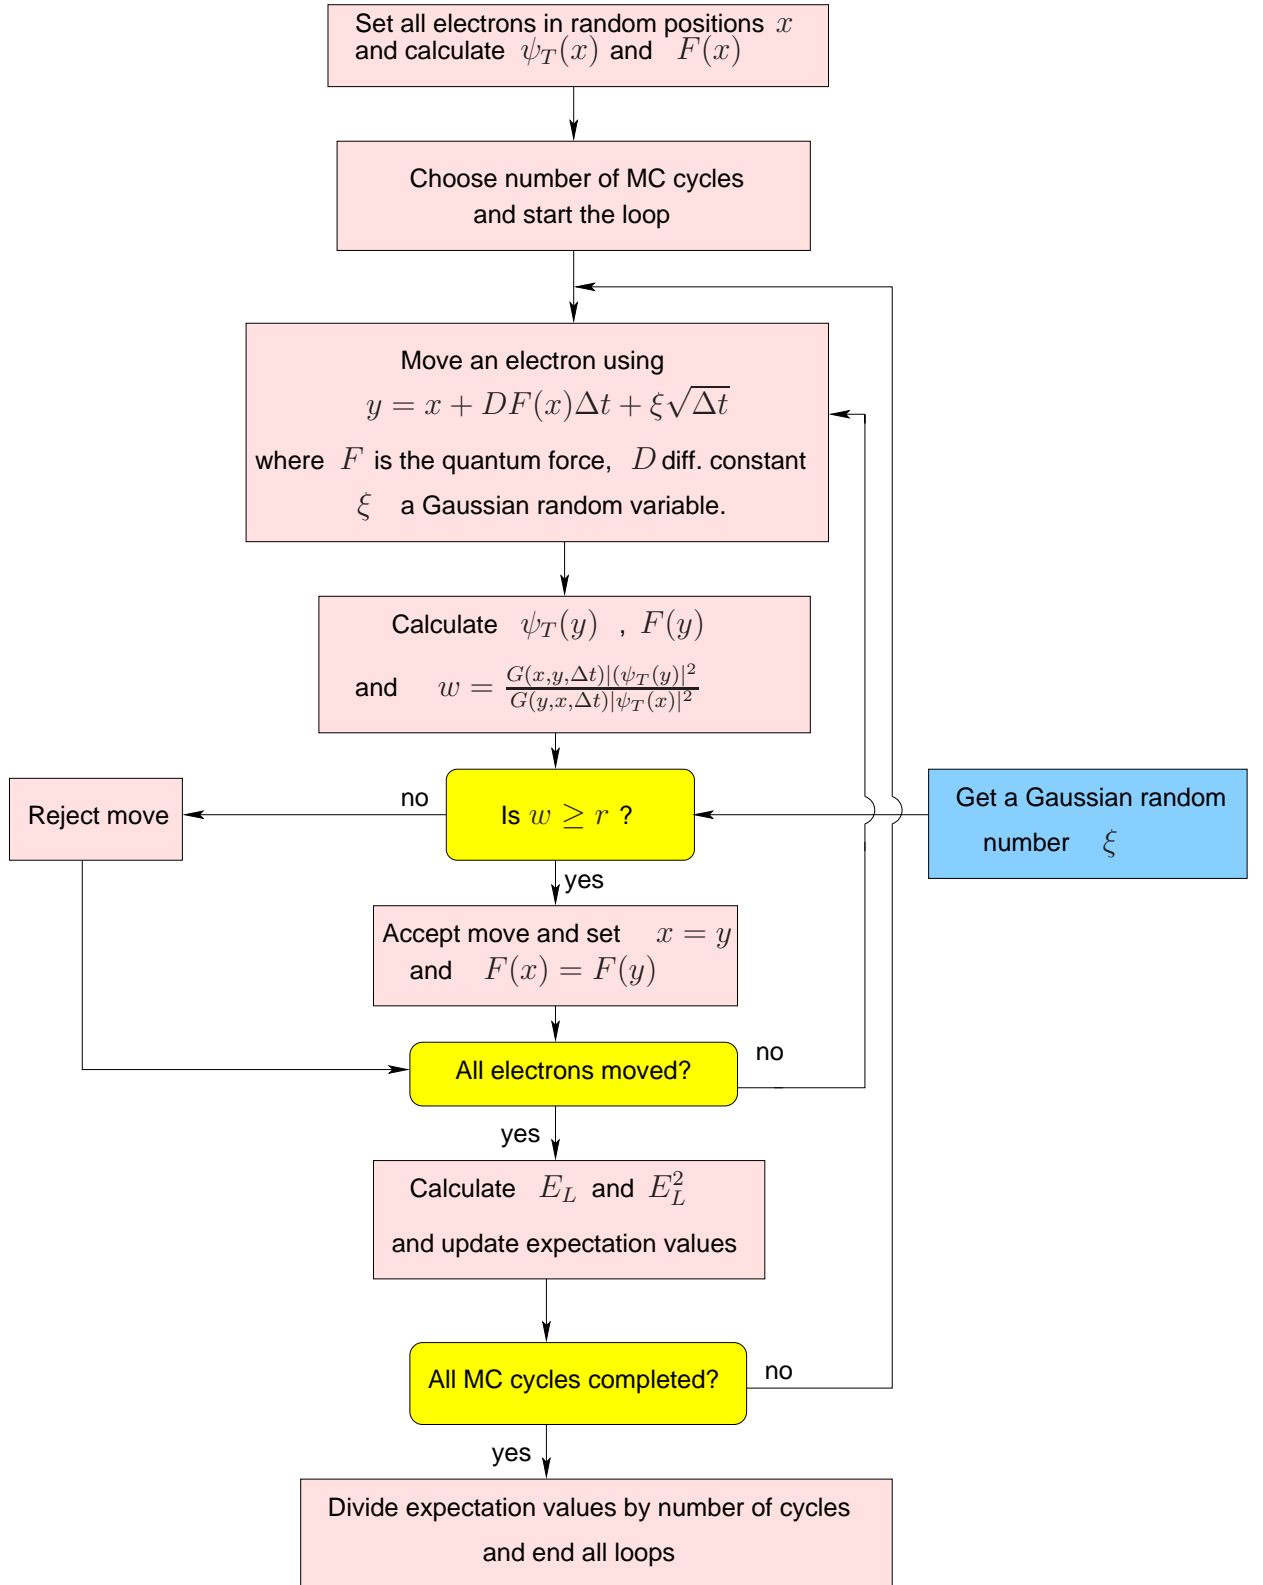 Set all electrons in random positions x
and calculate ψ_T(x) and F(x)
Choose number of MC cycles
and start the loop
Move an electron using
y = x + DF(x)Δt + ξ√Δt
where F is the quantum force, D diff. constant
ξ a Gaussian random variable.
Calculate ψ_T(y) , F(y)
and w = G(x,y,Δt)|(ψ_T(y)|^2 / G(y,x,Δt)|ψ_T(x)|^2
Reject move
no
Is w ≥ r ?
Get a Gaussian random
number ξ
yes
Accept move and set x = y
and F(x) = F(y)
All electrons moved?
no
yes
Calculate E_L and E_L^2
and update expectation values
All MC cycles completed?
no
yes
Divide expectation values by number of cycles
and end all loops